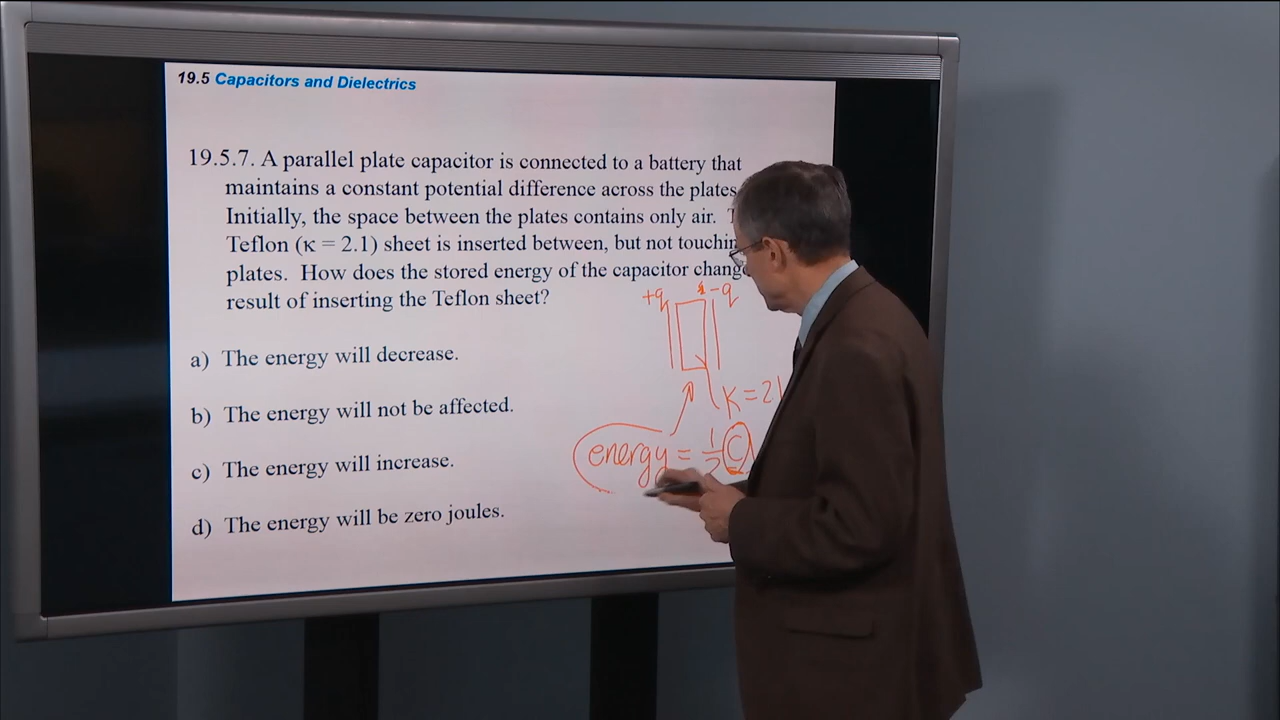 19.5 Capacitors and Dielectrics
19.5.7. A parallel plate capacitor is connected to a battery that
maintains a constant potential difference across the plates
Initially, the space between the plates contains only air.
Teflon (κ = 2.1) sheet is inserted between, but not touchin
plates. How does the stored energy of the capacitor chang
result of inserting the Teflon sheet?
+q -q
a) The energy will decrease.
K = 2.1
b) The energy will not be affected.
energy = 1/2 C
c) The energy will increase.
d) The energy will be zero joules.